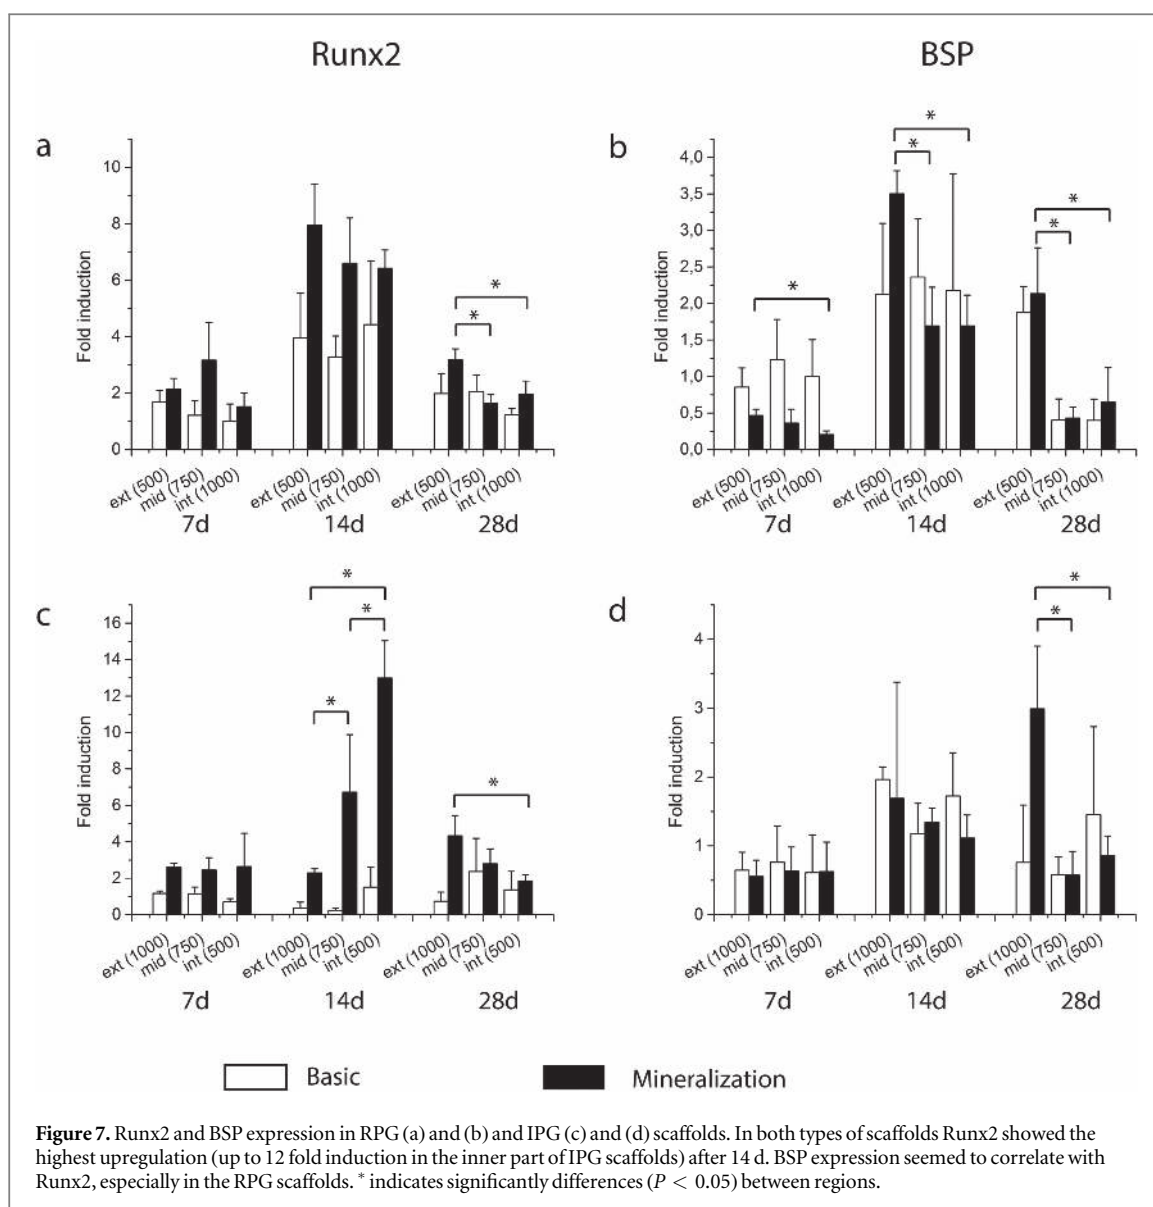 Runx2
BSP
a
10
8
6
4
2
0
Fold induction
*
*
ext (500)
mid (750)
int (1000)
ext (500)
mid (750)
int (1000)
ext (500)
mid (750)
int (1000)
7d
14d
28d
b
4,0
3,5
3,0
2,5
2,0
1,5
1,0
0,5
0,0
Fold induction
*
*
*
*
*
ext (500)
mid (750)
int (1000)
ext (500)
mid (750)
int (1000)
ext (500)
mid (750)
int (1000)
7d
14d
28d
c
16
14
12
10
8
6
4
2
0
Fold induction
*
*
*
*
ext (1000)
mid (750)
int (500)
ext (1000)
mid (750)
int (500)
ext (1000)
mid (750)
int (500)
7d
14d
28d
d
4
3
2
1
0
Fold induction
*
*
ext (1000)
mid (750)
int (500)
ext (1000)
mid (750)
int (500)
ext (1000)
mid (750)
int (500)
7d
14d
28d
Basic
Mineralization
Figure 7. Runx2 and BSP expression in RPG (a) and (b) and IPG (c) and (d) scaffolds. In both types of scaffolds Runx2 showed the
highest upregulation (up to 12 fold induction in the inner part of IPG scaffolds) after 14 d. BSP expression seemed to correlate with
Runx2, especially in the RPG scaffolds. * indicates significantly differences (P < 0.05) between regions.